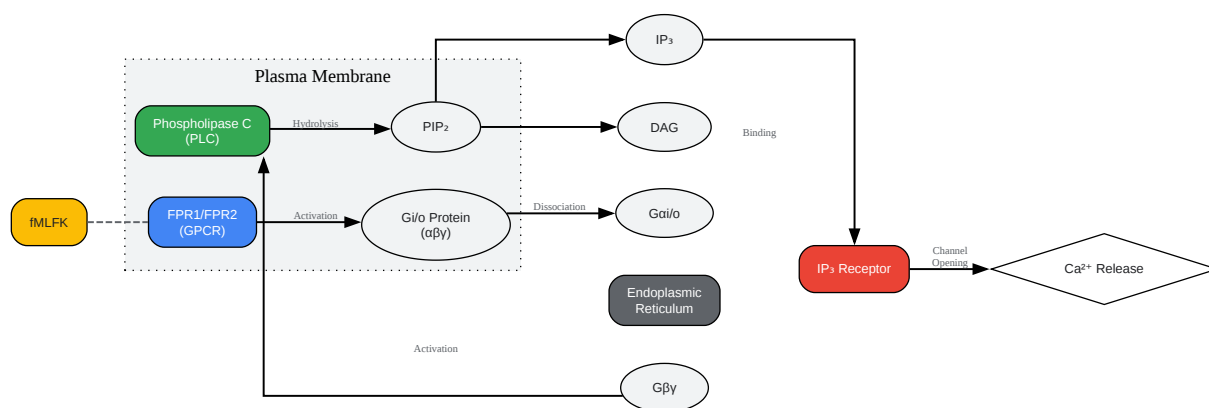 IP₃
Plasma Membrane
Phospholipase C
(PLC)
Hydrolysis
PIP₂
DAG
Binding
fMLFK
FPR1/FPR2
(GPCR)
Activation
Gi/o Protein
(αβγ)
Dissociation
Gαi/o
IP₃ Receptor
Channel
Opening
Ca²⁺ Release
Endoplasmic
Reticulum
Activation
Gβγ